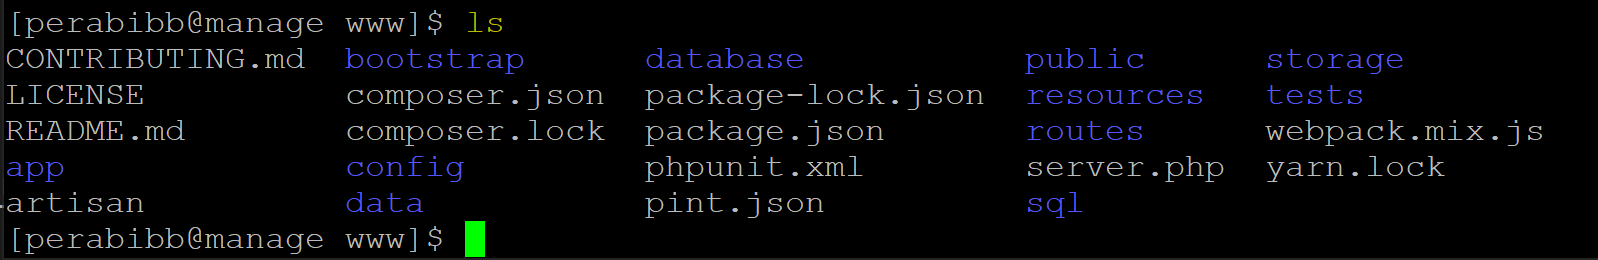 [perabibb@manage www]$ ls
CONTRIBUTING.md  bootstrap      database           public     storage
LICENSE          composer.json  package-lock.json  resources  tests
README.md        composer.lock  package.json       routes     webpack.mix.js
app              config         phpunit.xml        server.php yarn.lock
artisan          data           pint.json          sql
[perabibb@manage www]$